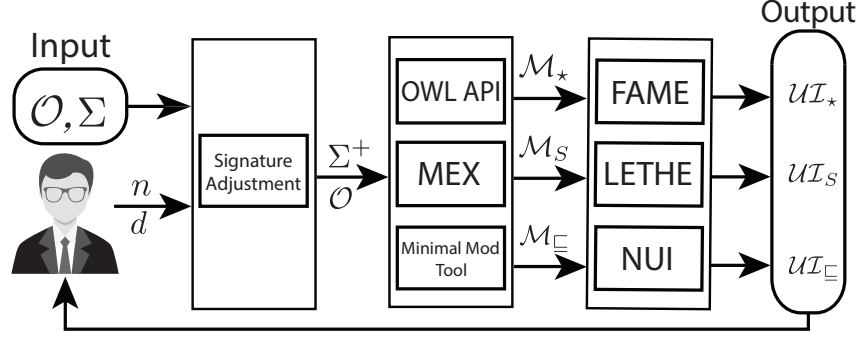 Input
𝒪, Σ
n
d
Signature
Adjustment
Σ⁺
𝒪
OWL API
MEX
Minimal Mod
Tool
ℳ⋆
ℳ_S
ℳ_⊑
FAME
LETHE
NUI
Output
𝒰ℐ⋆
𝒰ℐ_S
𝒰ℐ_⊑